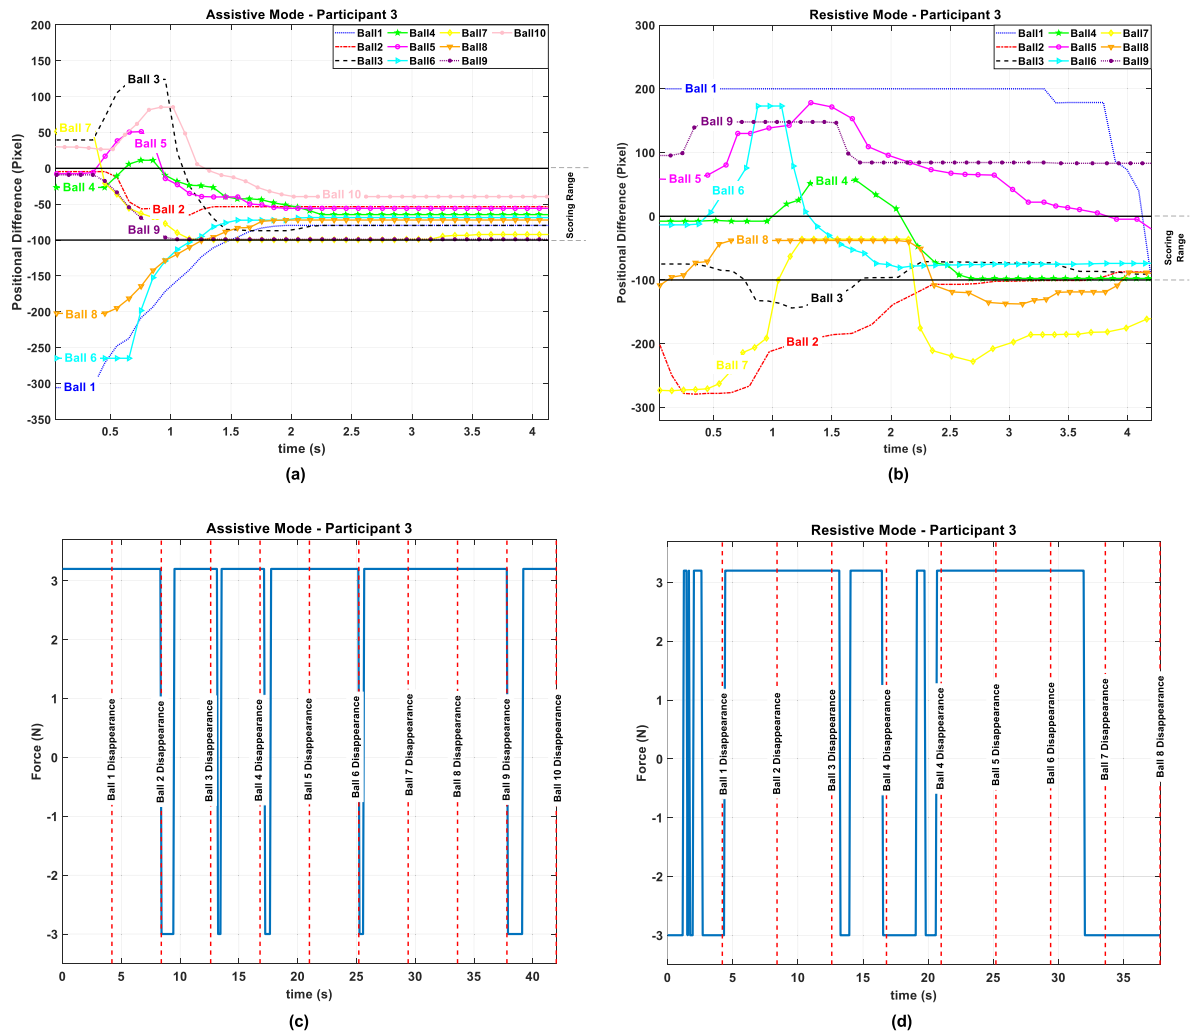 Assistive Mode - Participant 3
200
150
100
50
0
-50
-100
-150
-200
-250
-300
-350
Positional Difference (Pixel)
Ball1 Ball4 Ball7 Ball10
Ball2 Ball5 Ball8
Ball3 Ball6 Ball9
Ball 3
Ball 7
Ball 5
Ball 4
Ball 10
Ball 2
Ball 9
Ball 8
Ball 6
Ball 1
Scoring Range
0.5 1 1.5 2 2.5 3 3.5 4
time (s)
(a)
Resistive Mode - Participant 3
300
200
100
0
-100
-200
-300
Positional Difference (Pixel)
Ball1 Ball4 Ball7
Ball2 Ball5 Ball8
Ball3 Ball6 Ball9
Ball 1
Ball 9
Ball 5
Ball 4
Ball 6
Ball 8
Ball 3
Ball 2
Ball 7
Scoring
Range
0.5 1 1.5 2 2.5 3 3.5 4
time (s)
(b)
Assistive Mode - Participant 3
3
2
1
0
-1
-2
-3
Force (N)
Ball 1 Disappearance
Ball 2 Disappearance
Ball 3 Disappearance
Ball 4 Disappearance
Ball 5 Disappearance
Ball 6 Disappearance
Ball 7 Disappearance
Ball 8 Disappearance
Ball 9 Disappearance
Ball 10 Disappearance
0 5 10 15 20 25 30 35 40
time (s)
(c)
Resistive Mode - Participant 3
3
2
1
0
-1
-2
-3
Force (N)
Ball 1 Disappearance
Ball 2 Disappearance
Ball 3 Disappearance
Ball 4 Disappearance
Ball 4 Disappearance
Ball 5 Disappearance
Ball 6 Disappearance
Ball 7 Disappearance
Ball 8 Disappearance
0 5 10 15 20 25 30 35
time (s)
(d)